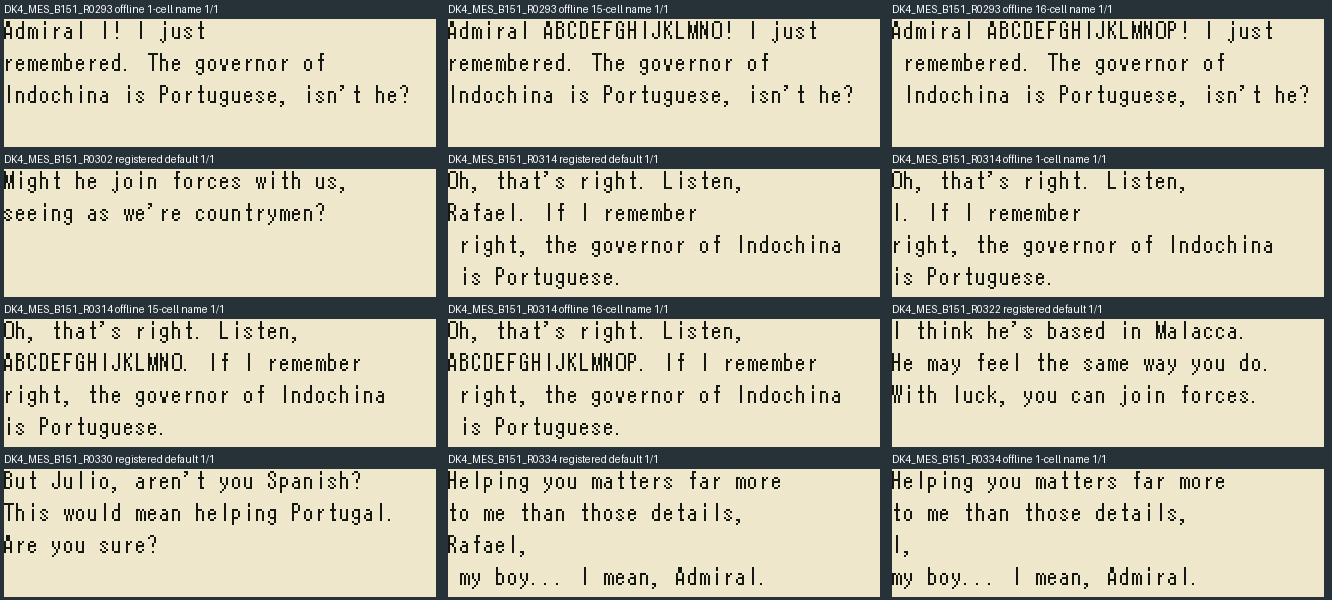 DK4_MES_B151_R0293 offline 1-cell name 1/1
Admiral I! I just
remembered. The governor of
Indochina is Portuguese, isn't he?
DK4_MES_B151_R0293 offline 15-cell name 1/1
Admiral ABCDEFGHIJKLMNO! I just
remembered. The governor of
Indochina is Portuguese, isn't he?
DK4_MES_B151_R0293 offline 16-cell name 1/1
Admiral ABCDEFGHIJKLMNOP! I just
remembered. The governor of
Indochina is Portuguese, isn't he?
DK4_MES_B151_R0302 registered default 1/1
Might he join forces with us,
seeing as we're countrymen?
DK4_MES_B151_R0314 registered default 1/1
Oh, that's right. Listen,
Rafael. If I remember
right, the governor of Indochina
is Portuguese.
DK4_MES_B151_R0314 offline 1-cell name 1/1
Oh, that's right. Listen,
I. If I remember
right, the governor of Indochina
is Portuguese.
DK4_MES_B151_R0314 offline 15-cell name 1/1
Oh, that's right. Listen,
ABCDEFGHIJKLMNO. If I remember
right, the governor of Indochina
is Portuguese.
DK4_MES_B151_R0314 offline 16-cell name 1/1
Oh, that's right. Listen,
ABCDEFGHIJKLMNOP. If I remember
right, the governor of Indochina
is Portuguese.
DK4_MES_B151_R0322 registered default 1/1
I think he's based in Malacca.
He may feel the same way you do.
With luck, you can join forces.
DK4_MES_B151_R0330 registered default 1/1
But Julio, aren't you Spanish?
This would mean helping Portugal.
Are you sure?
DK4_MES_B151_R0334 registered default 1/1
Helping you matters far more
to me than those details,
Rafael,
my boy... I mean, Admiral.
DK4_MES_B151_R0334 offline 1-cell name 1/1
Helping you matters far more
to me than those details,
I,
my boy... I mean, Admiral.